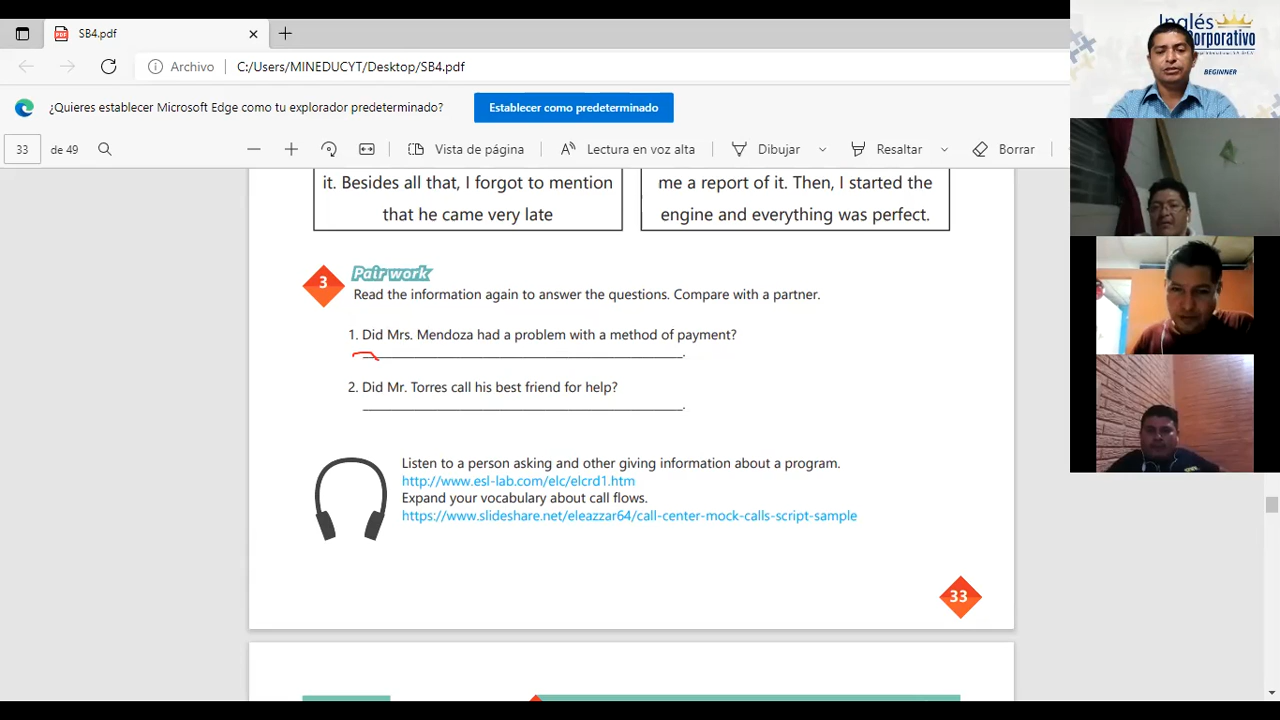 SB4.pdf
Archivo
C:/Users/MINEDUCYT/Desktop/SB4.pdf
¿Quieres establecer Microsoft Edge como tu explorador predeterminado?
Establecer como predeterminado
33
de 49
Vista de página
Lectura en voz alta
Dibujar
Resaltar
Borrar
it. Besides all that, I forgot to mention
that he came very late
me a report of it. Then, I started the
engine and everything was perfect.
3
Pair work
Read the information again to answer the questions. Compare with a partner.
1. Did Mrs. Mendoza had a problem with a method of payment?
2. Did Mr. Torres call his best friend for help?
Listen to a person asking and other giving information about a program.
http://www.esl-lab.com/elc/elcrd1.htm
Expand your vocabulary about call flows.
https://www.slideshare.net/eleazzar64/call-center-mock-calls-script-sample
33
Inglés
Corporativo
BEGINNER